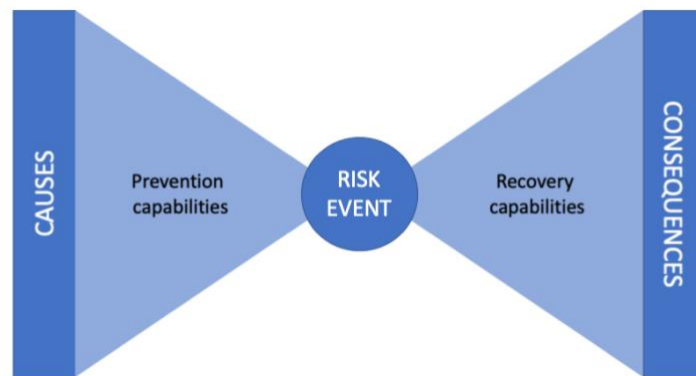 CAUSES
Prevention
capabilities
RISK
EVENT
Recovery
capabilities
CONSEQUENCES